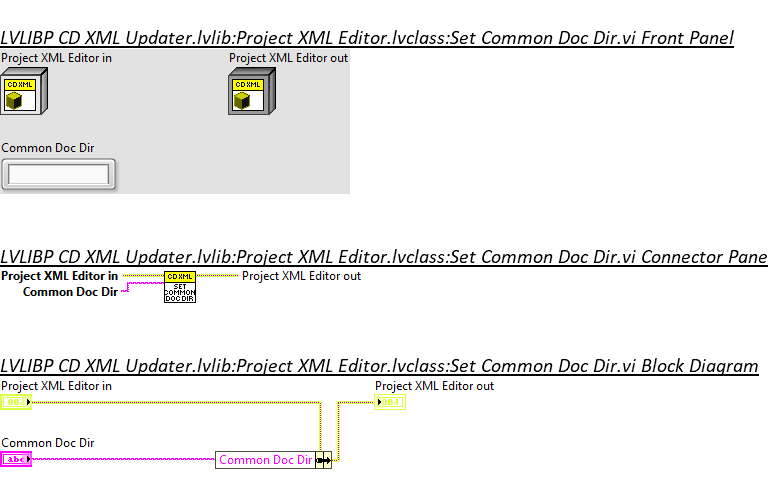 LVLIBP CD XML Updater.lvlib:Project XML Editor.lvclass:Set Common Doc Dir.vi Front Panel
Project XML Editor in
Project XML Editor out
CD XML
CD XML
Common Doc Dir
LVLIBP CD XML Updater.lvlib:Project XML Editor.lvclass:Set Common Doc Dir.vi Connector Pane
Project XML Editor in
CD XML
Project XML Editor out
Common Doc Dir
SET
COMMON
DOC DIR
LVLIBP CD XML Updater.lvlib:Project XML Editor.lvclass:Set Common Doc Dir.vi Block Diagram
Project XML Editor in
Project XML Editor out
Common Doc Dir
abc
Common Doc Dir